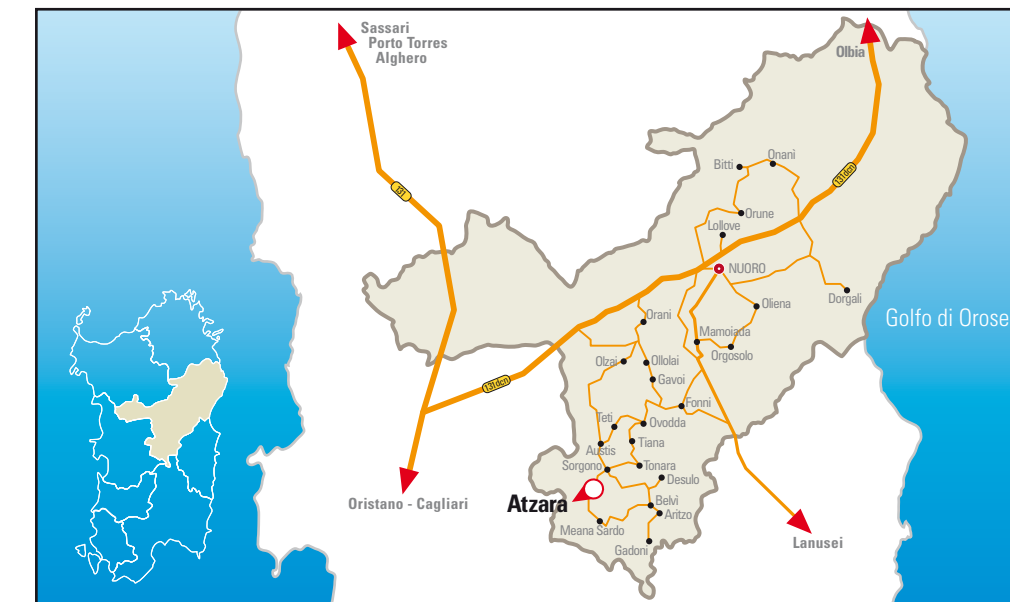 Sassari
Porto Torres
Alghero
Olbia
131
131dcn
Bitti
Onani
Orune
Lollove
NUORO
Dorgali
Oliena
Golfo di Orose
Orani
Mamoiada
Orgosolo
Olzai
Ollolai
Gavoi
Fonni
131dcn
Teti
Ovodda
Austis
Tiana
Sorgono
Tonara
Desulo
Atzara
Belvì
Aritzo
Meana Sardo
Gadoni
Oristano - Cagliari
Lanusei